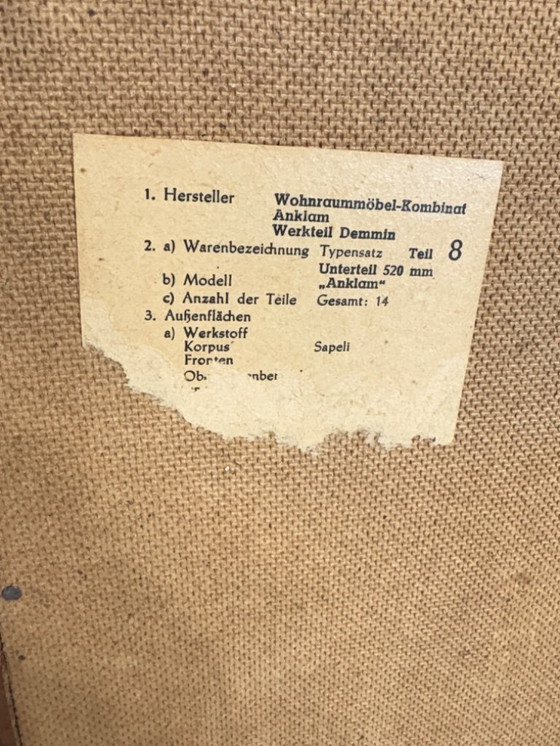 1. Hersteller Wohnraummöbel-Kombinat
Anklam
Werkteil Demmin
2. a) Warenbezeichnung Typensatz Teil 8
Unterteil 520 mm
b) Modell „Anklam“
c) Anzahl der Teile Gesamt: 14
3. Außenflächen
a) Werkstoff
Korpus Sapeli
Fronten